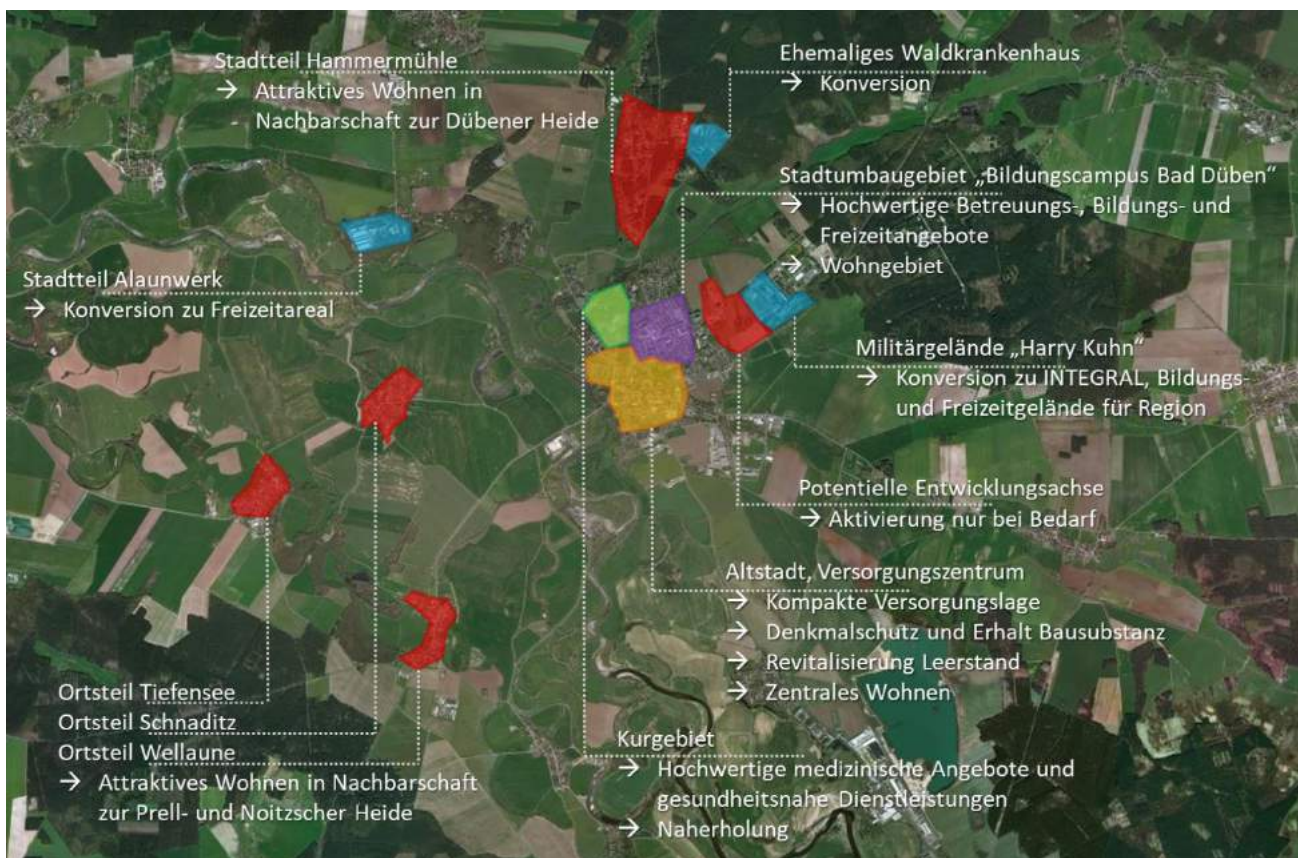 Stadtteil Hammermühle
→ Attraktives Wohnen in
Nachbarschaft zur Dübener Heide
Ehemaliges Waldkrankenhaus
→ Konversion
Stadtumbaugebiet „Bildungscampus Bad Düben“
→ Hochwertige Betreuungs-, Bildungs- und
Freizeitangebote
→ Wohngebiet
Stadtteil Alaunwerk
→ Konversion zu Freizeitareal
Militärgelände „Harry Kuhn“
→ Konversion zu INTEGRAL, Bildungs-
und Freizeitgelände für Region
Potentielle Entwicklungsachse
→ Aktivierung nur bei Bedarf
Altstadt, Versorgungszentrum
→ Kompakte Versorgungslage
→ Denkmalschutz und Erhalt Bausubstanz
→ Revitalisierung Leerstand
→ Zentrales Wohnen
Ortsteil Tiefensee
Ortsteil Schnaditz
Ortsteil Wellaune
→ Attraktives Wohnen in Nachbarschaft
zur Prell- und Noitzscher Heide
Kurgebiet
→ Hochwertige medizinische Angebote und
gesundheitsnahe Dienstleistungen
→ Naherholung